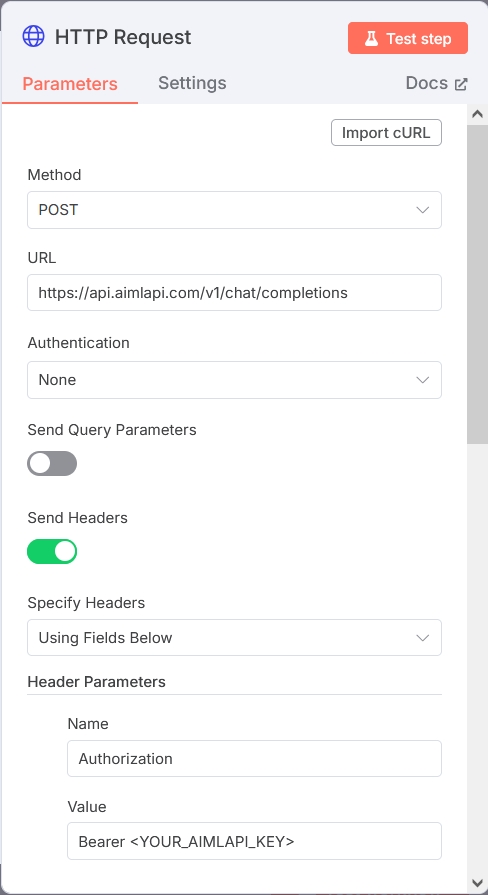 HTTP Request
Test step
Parameters
Settings
Docs
Import cURL
Method
POST
URL
https://api.aimlapi.com/v1/chat/completions
Authentication
None
Send Query Parameters
Send Headers
Specify Headers
Using Fields Below
Header Parameters
Name
Authorization
Value
Bearer <YOUR_AIMLAPI_KEY>